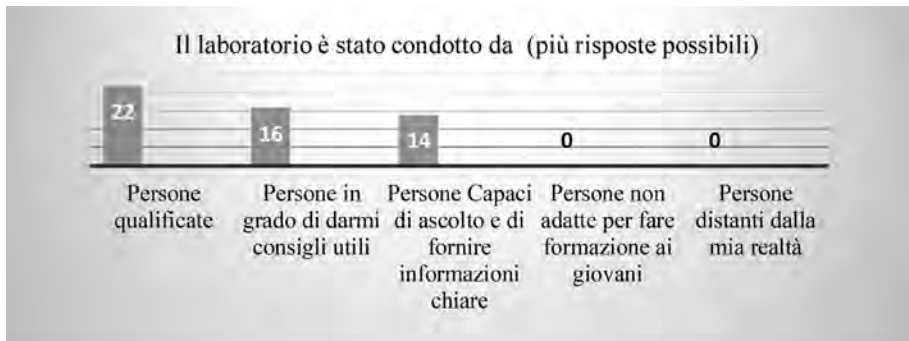 Il laboratorio è stato condotto da (più risposte possibili)
22
16
14
0
0
Persone
qualificate
Persone in
grado di darmi
consigli utili
Persone Capaci
di ascolto e di
fornire
informazioni
chiare
Persone non
adatte per fare
formazione ai
giovani
Persone
distanti dalla
mia realtà